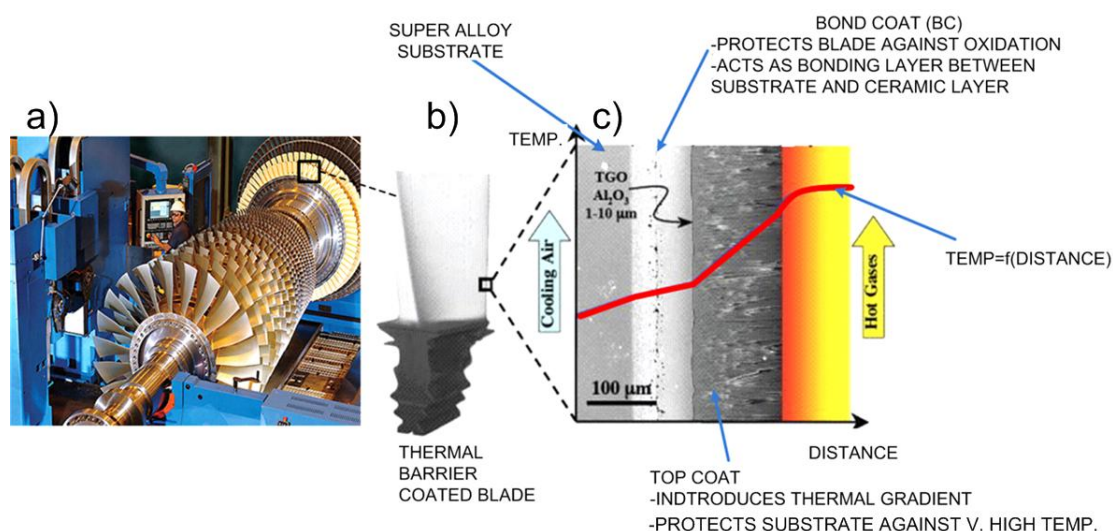 SUPER ALLOY
SUBSTRATE
BOND COAT (BC)
-PROTECTS BLADE AGAINST OXIDATION
-ACTS AS BONDING LAYER BETWEEN
SUBSTRATE AND CERAMIC LAYER
a)
b)
c)
TEMP.
TGO
Al₂O₃
1-10 μm
Cooling Air
Hot Gases
TEMP=f(DISTANCE)
100 μm
DISTANCE
THERMAL
BARRIER
COATED BLADE
TOP COAT
-INDTRODUCES THERMAL GRADIENT
-PROTECTS SUBSTRATE AGAINST V. HIGH TEMP.